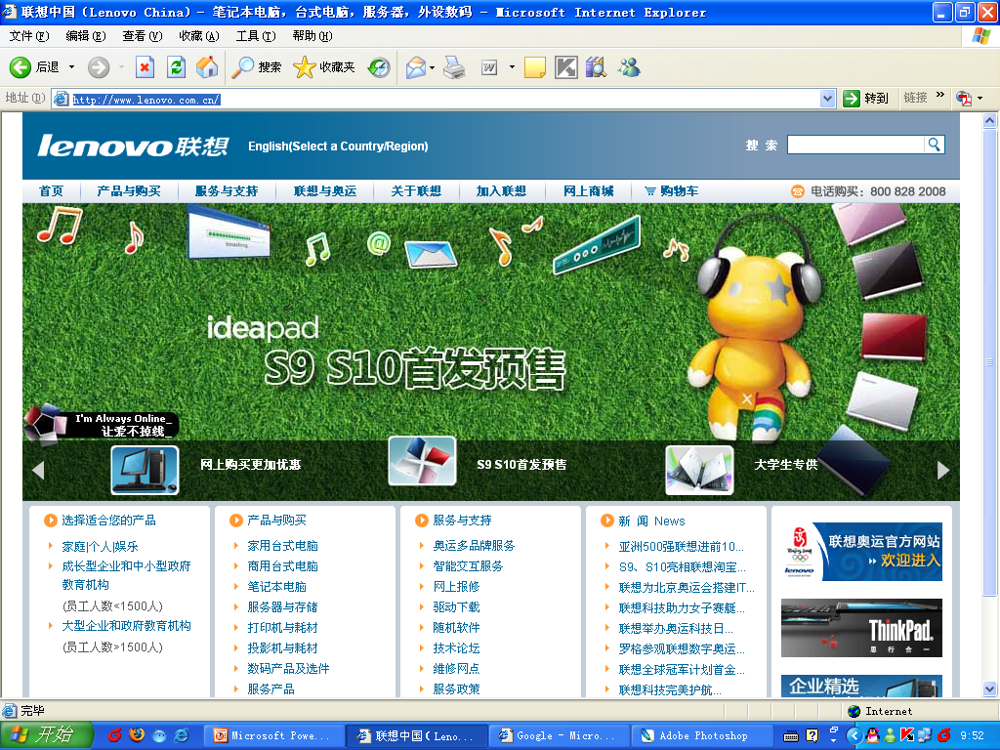 联想中国 (Lenovo China) - 笔记本电脑，台式电脑，服务器，外设数码 - Microsoft Internet Explorer
文件(F) 编辑(E) 查看(V) 收藏(A) 工具(T) 帮助(H)
后退 搜索 收藏夹
地址(D) http://www.lenovo.com.cn/ 转到 链接 »
lenovo联想 English(Select a Country/Region) 搜 索
首页 产品与购买 服务与支持 联想与奥运 关于联想 加入联想 网上商城 购物车 电话购买：800 828 2008
loading
ideapad
S9 S10首发预售
I'm Always Online_
让爱不掉线_
网上购买更加优惠 S9 S10首发预售 大学生专供
选择适合您的产品
家庭|个人|娱乐
成长型企业和中小型政府
教育机构
(员工人数<1500人)
大型企业和政府教育机构
(员工人数>1500人)
产品与购买
家用台式电脑
商用台式电脑
笔记本电脑
服务器与存储
打印机与耗材
投影机与耗材
数码产品及选件
服务产品
服务与支持
奥运多品牌服务
智能交互服务
网上报修
驱动下载
随机软件
技术论坛
维修网点
服务政策
新 闻 News
亚洲500强联想进前10...
S9、S10亮相联想淘宝...
联想为北京奥运会搭建IT...
联想科技助力女子赛艇...
联想举办奥运科技日...
罗格参观联想数字奥运...
联想全球冠军计划首金...
联想科技完美护航...
Beijing 2008
lenovo
联想奥运官方网站
欢迎进入
ThinkPad.
思 行 合 一
企业精选
完毕 Internet
开始 Microsoft Powe... 联想中国 (Leno... Google - Micro... Adobe Photoshop 9:52